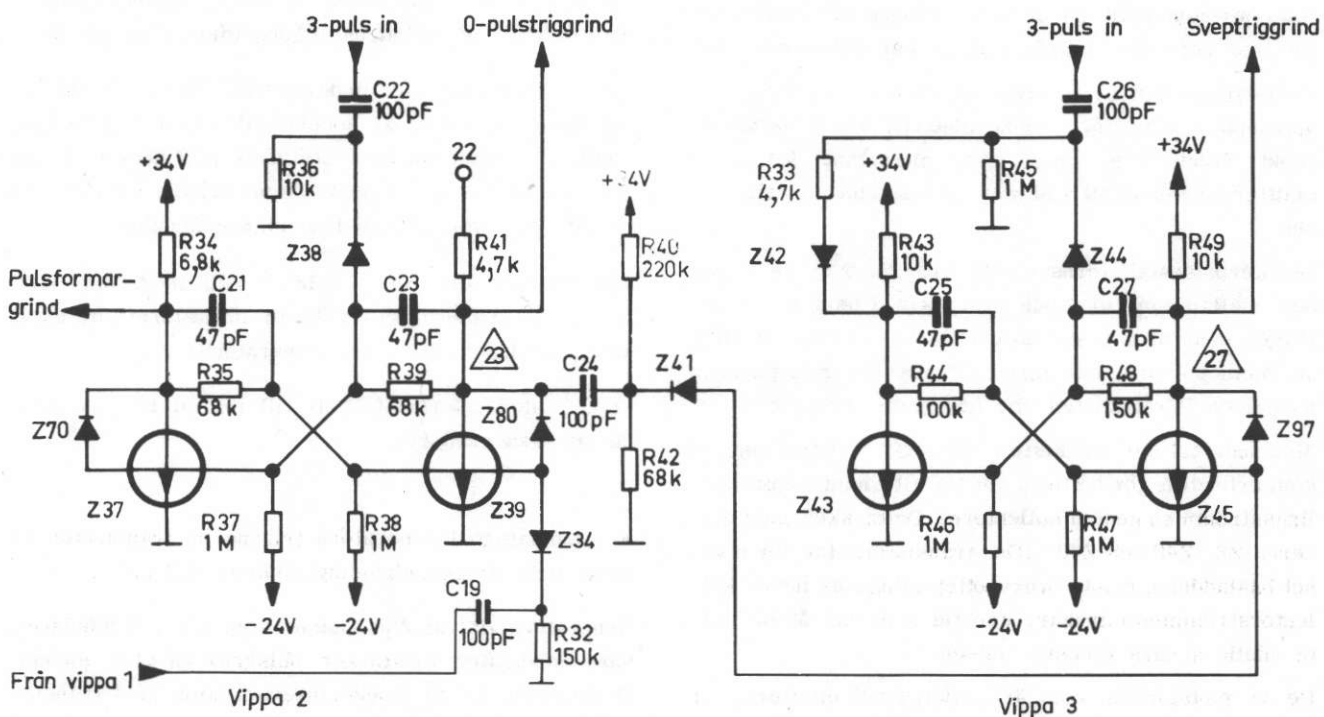 3-puls in
0-pulstriggrind
3-puls in
Sveptriggrind
C22
100pF
C26
100pF
+34V
R36
10k
22
+34V
R33
4,7k
+34V
R45
1 M
+34V
R34
6,8k
Z38
R41
4,7k
R40
220k
Z42
R43
10k
Z44
R49
10k
Pulsformar-
grind
C21
47pF
C23
47pF
23
C25
47pF
C27
47pF
27
R35
68k
R39
68k
Z80
C24
100pF
Z41
R44
100k
R48
150k
Z97
Z70
R42
68k
Z37
R37
1M
R38
1M
Z39
Z34
Z43
R46
1M
R47
1M
Z45
C19
100pF
R32
150k
-24V
-24V
-24V
-24V
Från vippa 1
Vippa 2
Vippa 3